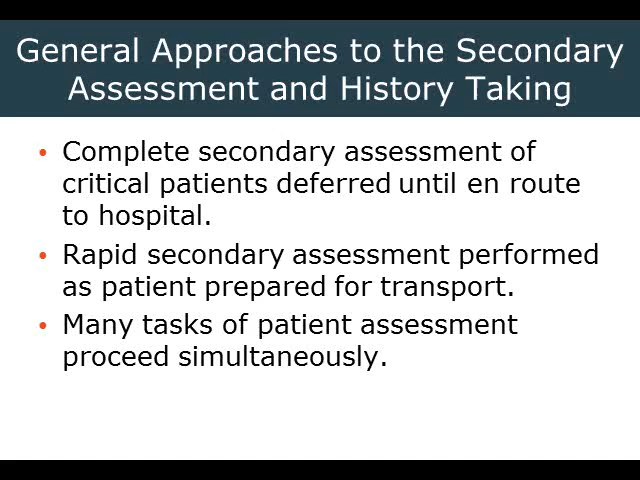 General Approaches to the Secondary
Assessment and History Taking
• Complete secondary assessment of
critical patients deferred until en route
to hospital.
• Rapid secondary assessment performed
as patient prepared for transport.
• Many tasks of patient assessment
proceed simultaneously.